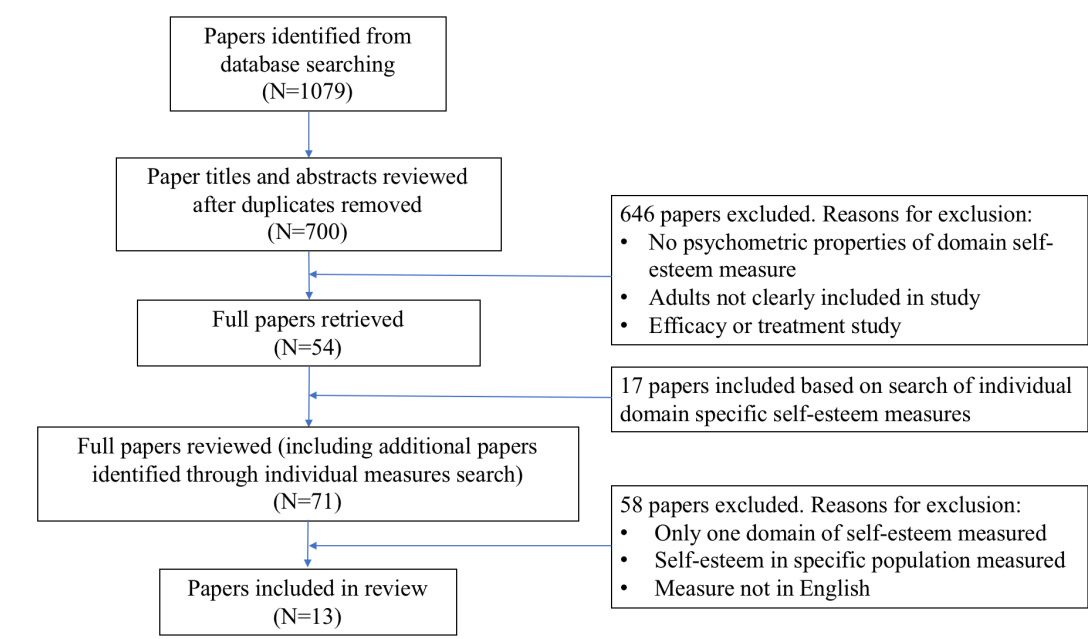 Papers identified from
database searching
(N=1079)
Paper titles and abstracts reviewed
after duplicates removed
(N=700)
646 papers excluded. Reasons for exclusion:
• No psychometric properties of domain self-
esteem measure
• Adults not clearly included in study
• Efficacy or treatment study
Full papers retrieved
(N=54)
17 papers included based on search of individual
domain specific self-esteem measures
Full papers reviewed (including additional papers
identified through individual measures search)
(N=71)
58 papers excluded. Reasons for exclusion:
• Only one domain of self-esteem measured
• Self-esteem in specific population measured
• Measure not in English
Papers included in review
(N=13)